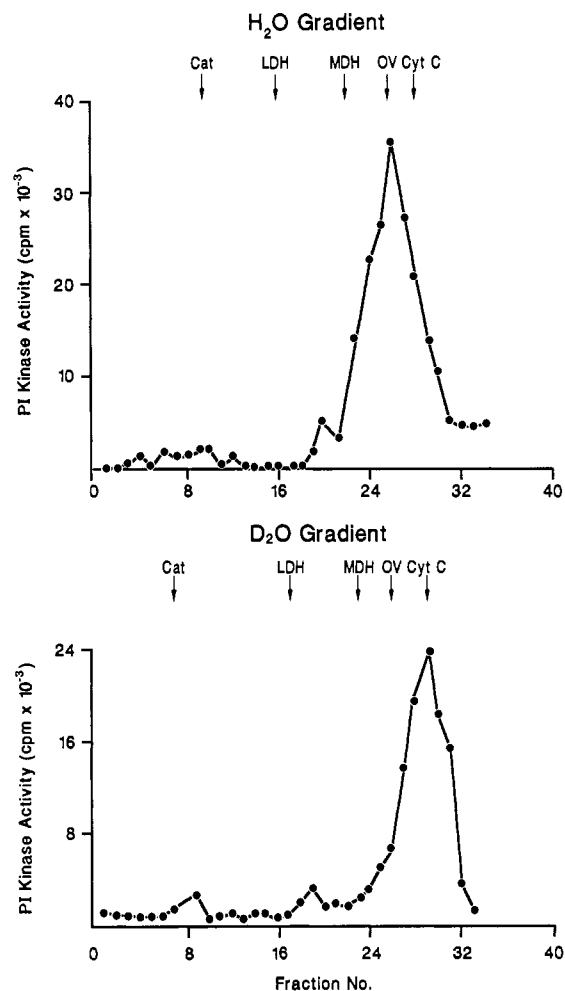 H₂O Gradient
Cat LDH MDH OV Cyt C
PI Kinase Activity (cpm x 10⁻³)
40
30
20
10
0 8 16 24 32 40
D₂O Gradient
Cat LDH MDH OV Cyt C
PI Kinase Activity (cpm x 10⁻³)
24
16
8
0 8 16 24 32 40
Fraction No.